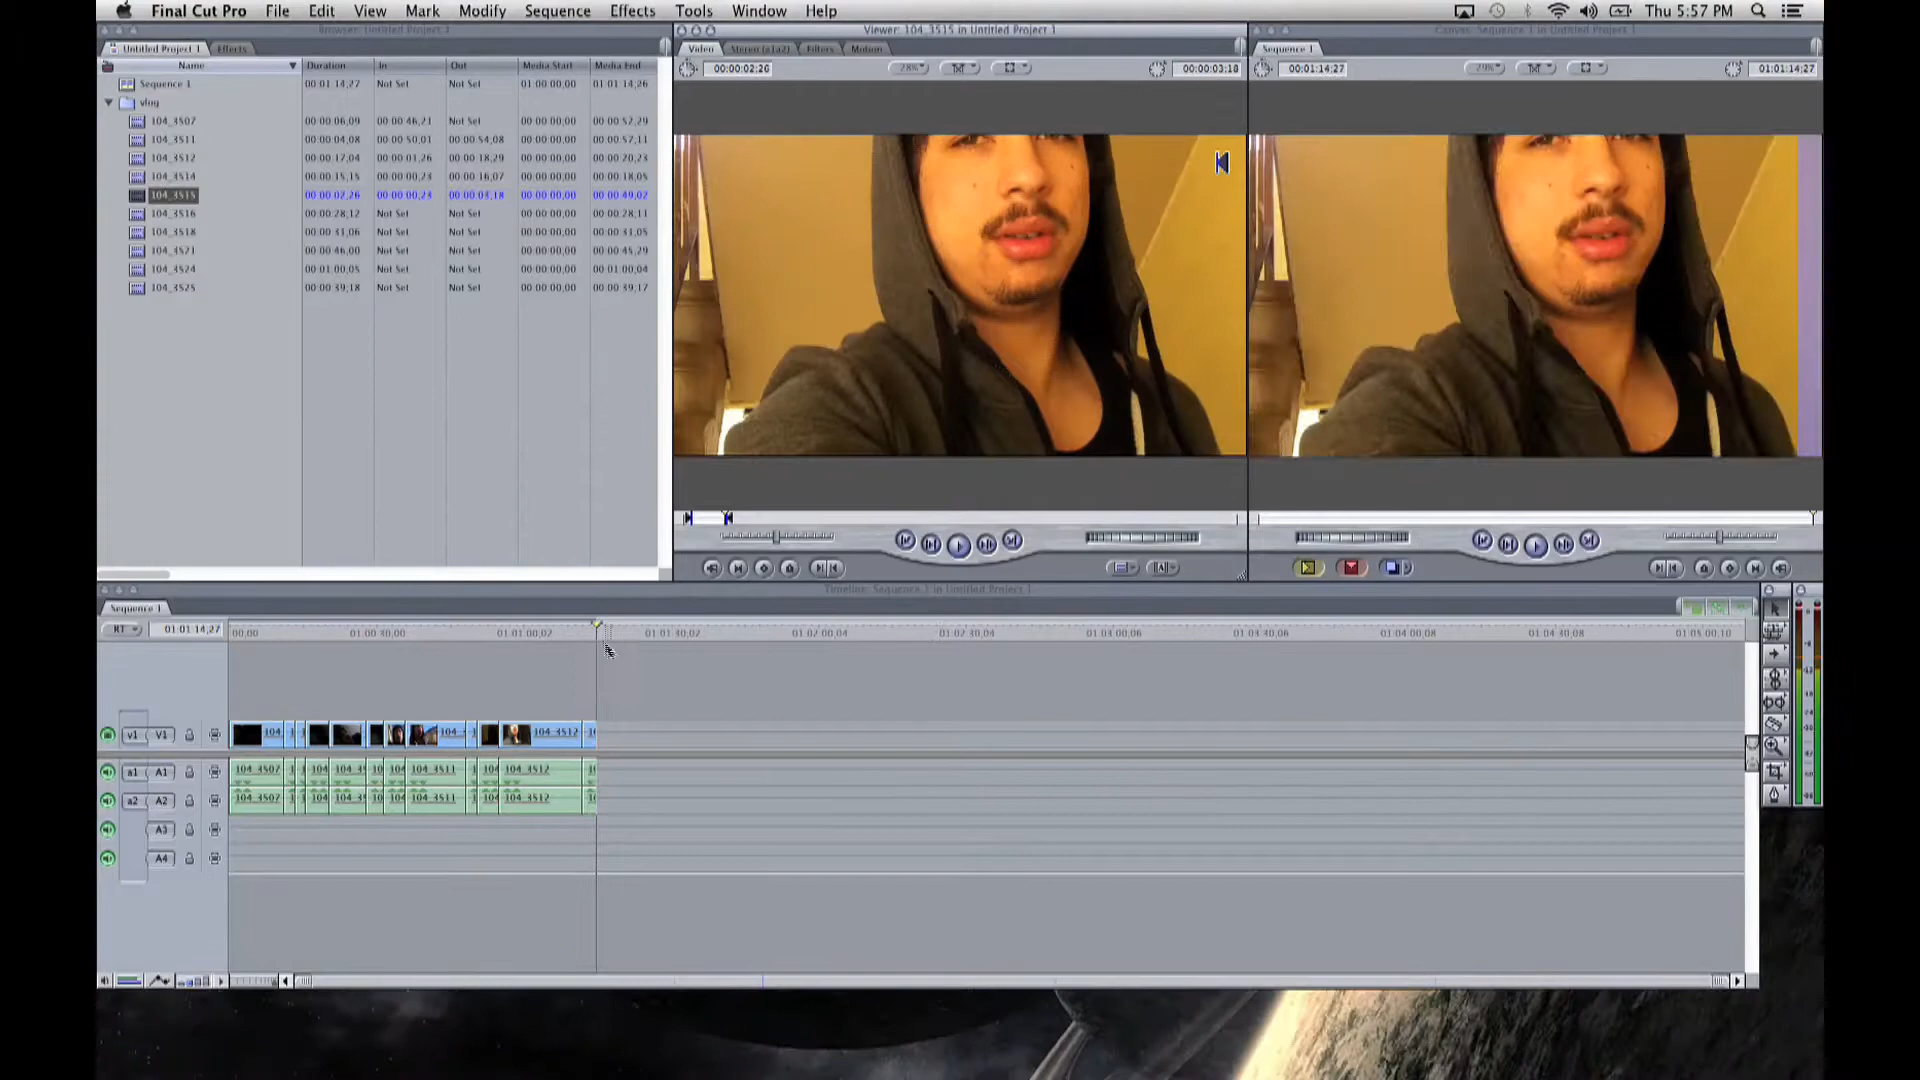 Final Cut Pro File Edit View Mark Modify Sequence Effects Tools Window Help Thu 5:57 PM
Browser: Untitled Project 1
Viewer: 104_3515 in Untitled Project 1
Canvas: Sequence 1 in Untitled Project 1
Untitled Project 1 Effects
Video Stereo (a1a2) Filters Motion
Sequence 1
Name Duration In Out Media Start Media End
00:00:02;26 28% 00:00:03;18
01:01:14;27 29% 01:01:14;27
Sequence 1 00:01:14;27 Not Set Not Set 01:00:00;00 01:01:14;26
vlog
104_3507 00:00:06;09 00:00:46;21 Not Set 00:00:00;00 00:00:52;29
104_3511 00:00:04;08 00:00:50;01 00:00:54;08 00:00:00;00 00:00:57;11
104_3512 00:00:17;04 00:00:01;26 00:00:18;29 00:00:00;00 00:00:20;23
104_3514 00:00:15;15 00:00:00;23 00:00:16;07 00:00:00;00 00:00:18;05
104_3515 00:00:02;26 00:00:00;23 00:00:03;18 00:00:00;00 00:00:49;02
104_3516 00:00:28;12 Not Set Not Set 00:00:00;00 00:00:28;11
104_3518 00:00:31;06 Not Set Not Set 00:00:00;00 00:00:31;05
104_3521 00:00:46;00 Not Set Not Set 00:00:00;00 00:00:45;29
104_3524 00:01:00;05 Not Set Not Set 00:00:00;00 00:01:00;04
104_3525 00:00:39;18 Not Set Not Set 00:00:00;00 00:00:39;17
Timeline: Sequence 1 in Untitled Project 1
Sequence 1
RT 01:01:14;27 00;00 01:00:30;00 01:01:00;02 01:01:30;02 01:02:00;04 01:02:30;04 01:03:00;06 01:03:30;06 01:04:00;08 01:04:30;08 01:05:00;10
v1 V1 104 104 104_3512
a1 A1 104_3507 104 104_3 104 104_3511 104 104_3512
a2 A2 104_3507 104 104_3 104 104_3511 104 104_3512
A3
A4